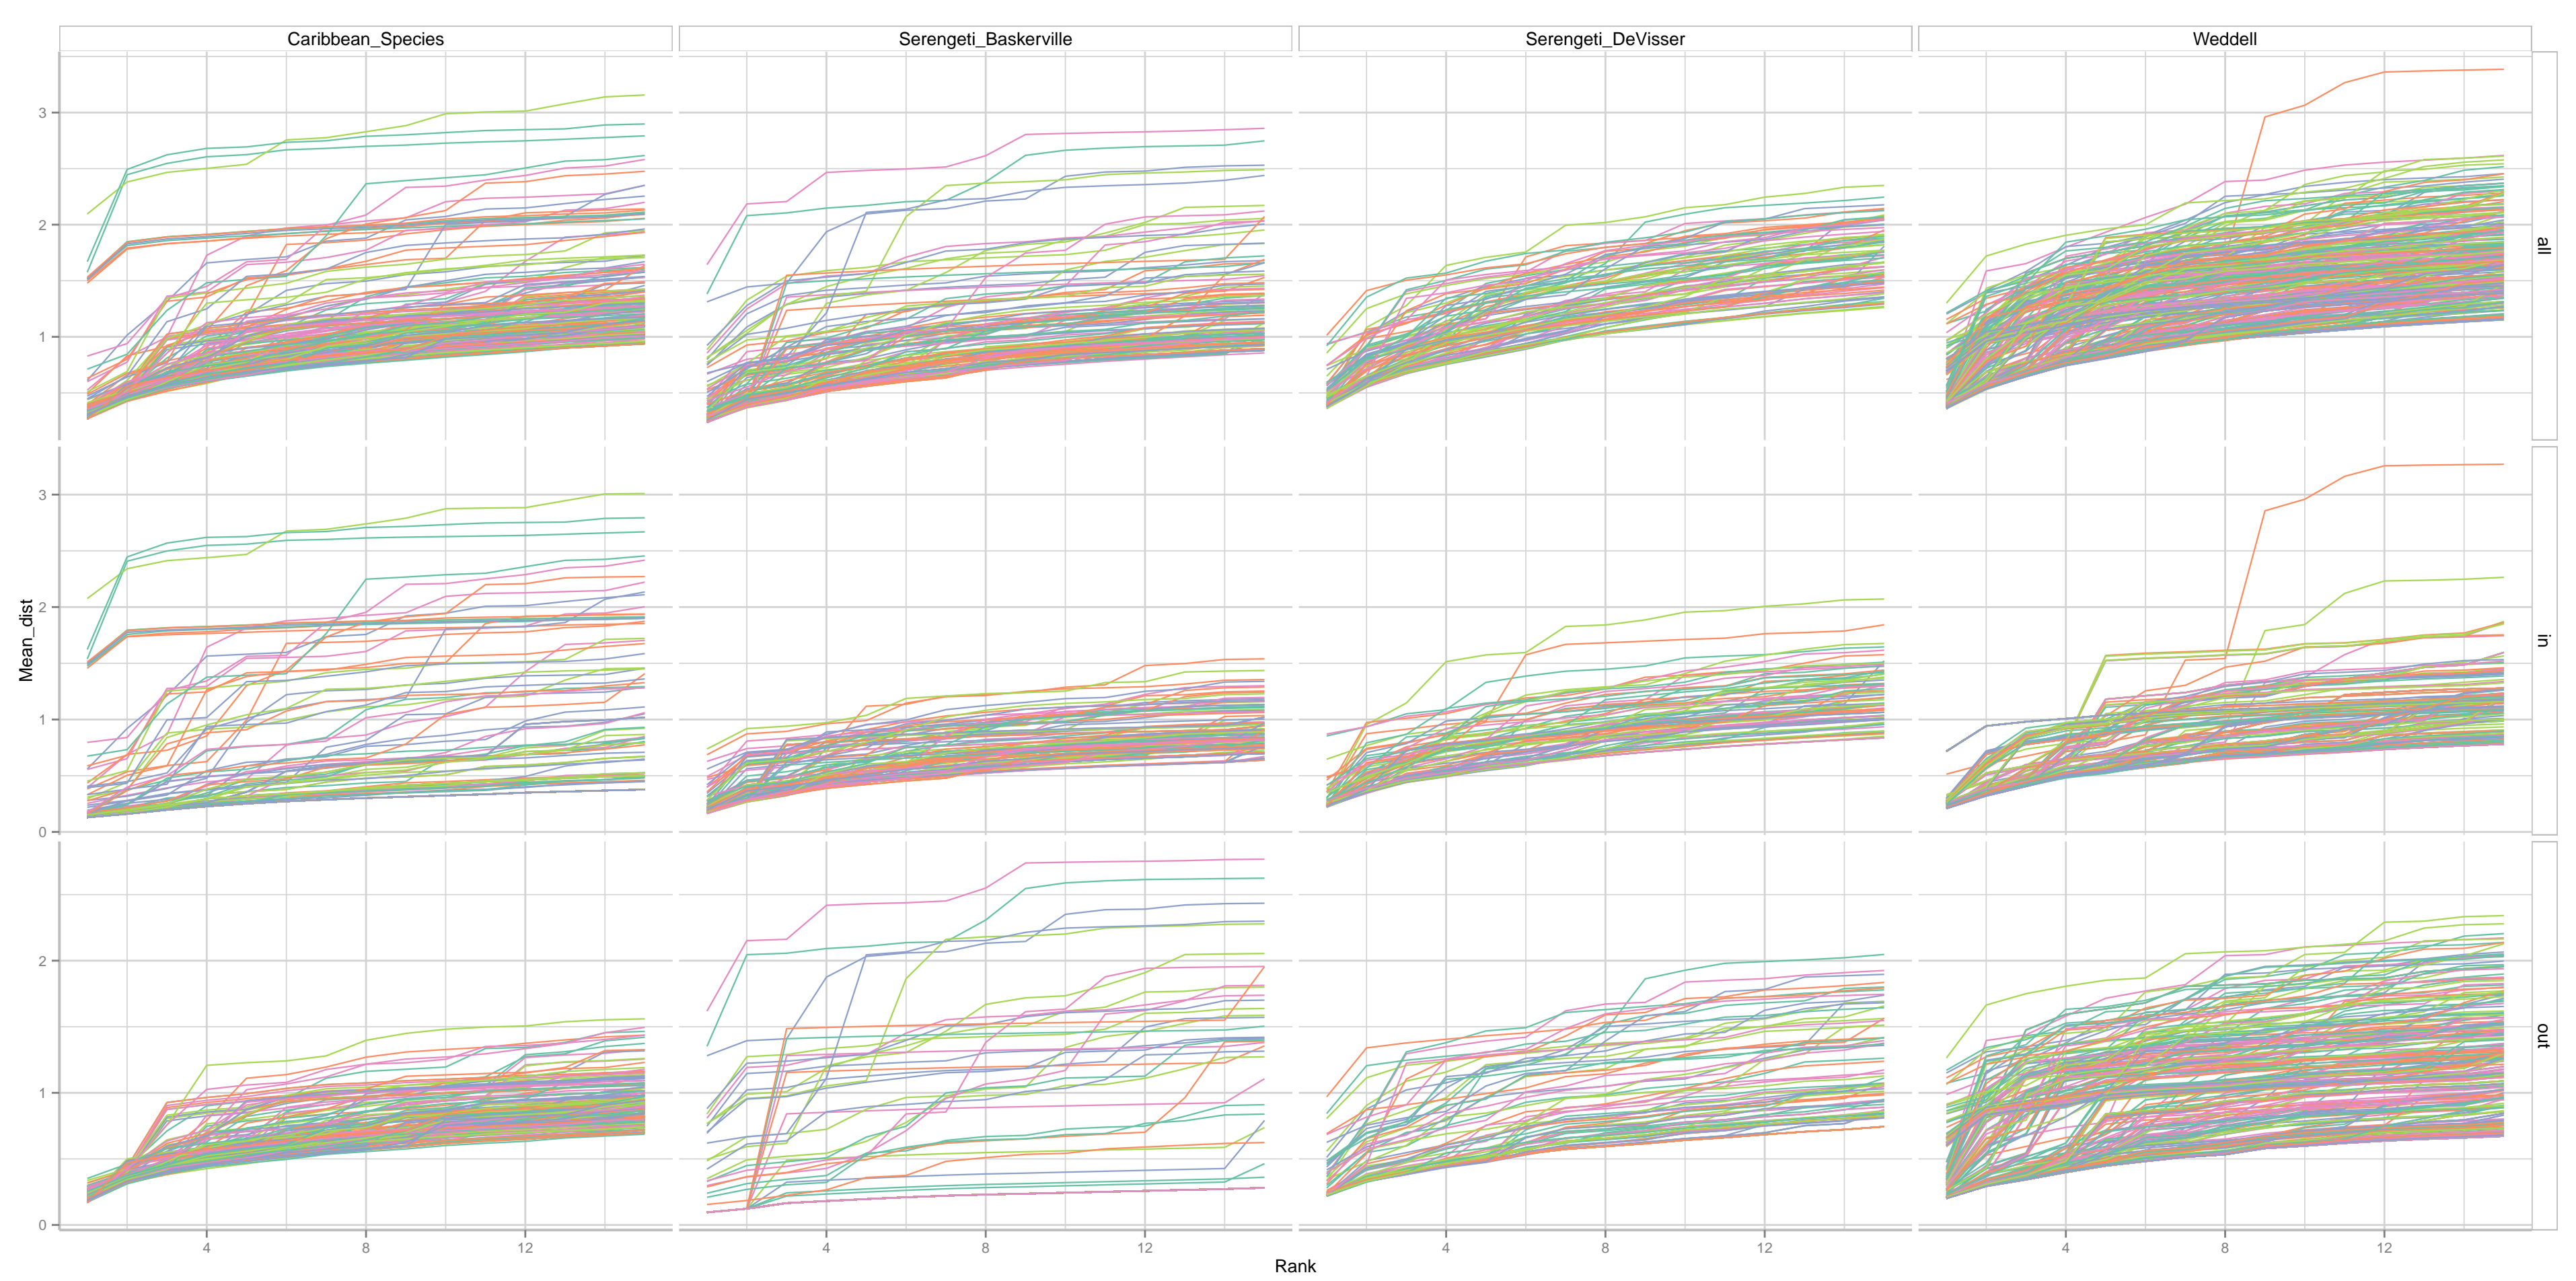 Caribbean_Species Serengeti_Baskerville Serengeti_DeVisser Weddell
3
2
1
all
3
2
1
0
in
2
1
0
out
Mean_dist
4 8 12 4 8 12 4 8 12 4 8 12
Rank